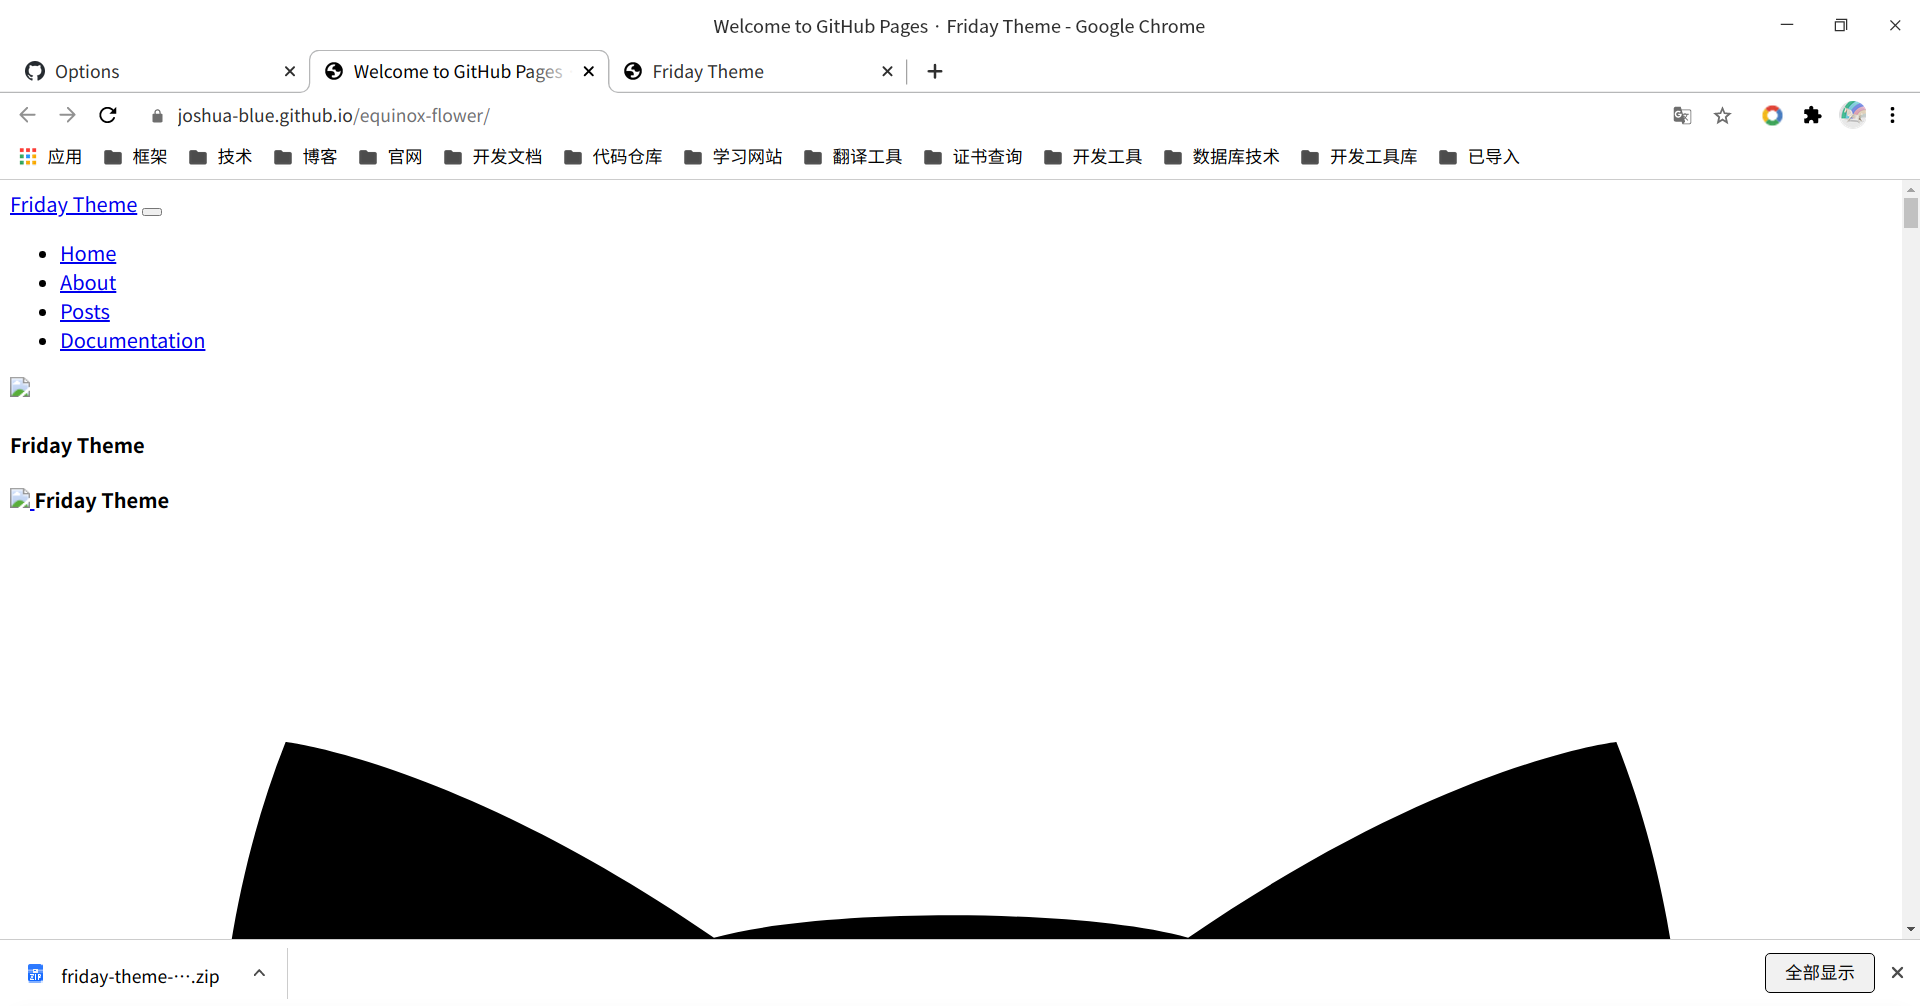 Welcome to GitHub Pages · Friday Theme - Google Chrome
Options
Welcome to GitHub Pages
Friday Theme
joshua-blue.github.io/equinox-flower/
应用 框架 技术 博客 官网 开发文档 代码仓库 学习网站 翻译工具 证书查询 开发工具 数据库技术 开发工具库 已导入
Friday Theme
Home
About
Posts
Documentation
Friday Theme
Friday Theme
friday-theme-….zip
全部显示